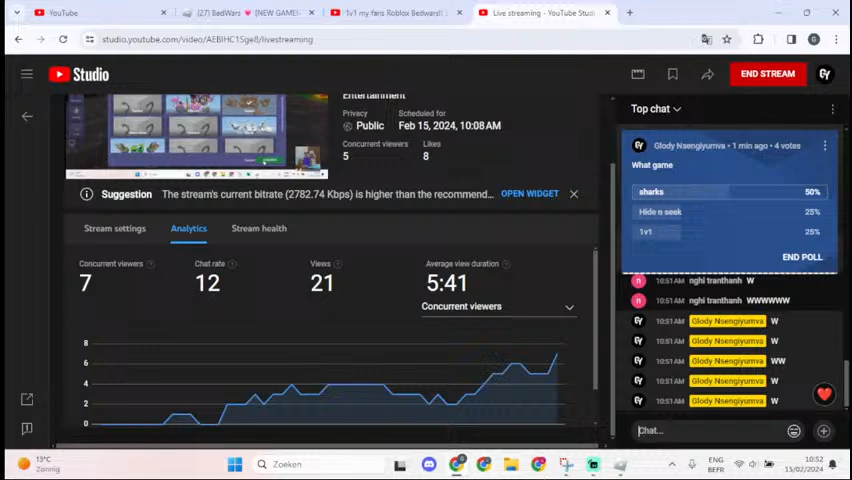 YouTube
(27) BedWars 💗 [NEW GAME!
1v1 my fans Roblox Bedwars!!
Live streaming - YouTube Studi
studio.youtube.com/video/AEBIHC1Sge8/livestreaming
Studio
END STREAM
Entertainment
Privacy
Public
Scheduled for
Feb 15, 2024, 10:08 AM
Concurrent viewers
5
Likes
8
Suggestion The stream's current bitrate (2782.74 Kbps) is higher than the recommend... OPEN WIDGET
Stream settings
Analytics
Stream health
Concurrent viewers
7
Chat rate
12
Views
21
Average view duration
5:41
Concurrent viewers
8
6
4
2
0
Top chat
Glody Nsengiyumva • 1 min ago • 4 votes
What game
sharks 50%
Hide n seek 25%
1v1 25%
END POLL
10:51 AM nghi tranthanh W
10:51 AM nghi tranthanh WWWWWW
10:51 AM Glody Nsengiyumva W
10:51 AM Glody Nsengiyumva W
10:51 AM Glody Nsengiyumva WW
10:51 AM Glody Nsengiyumva W
10:51 AM Glody Nsengiyumva W
Chat...
13°C
Zonnig
Zoeken
ENG
BEFR
10:52
15/02/2024